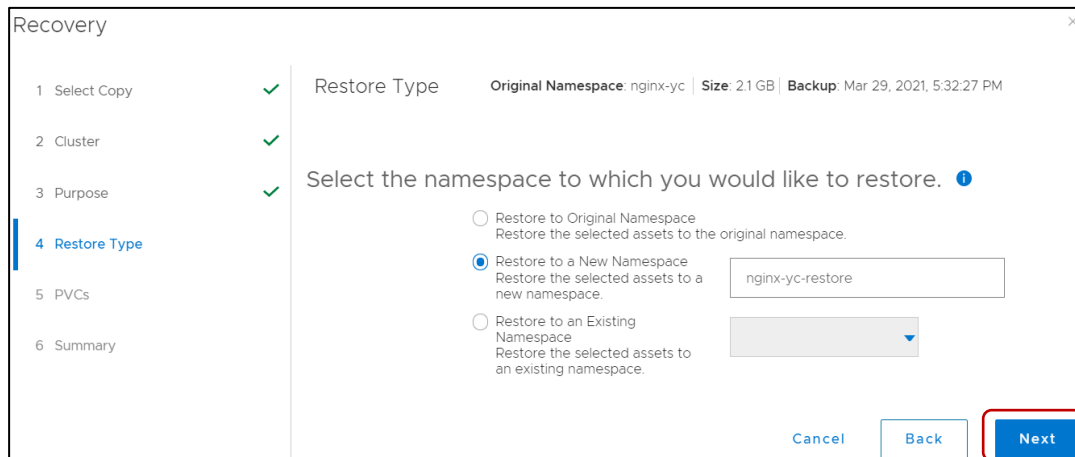 Recovery
1 Select Copy
2 Cluster
3 Purpose
4 Restore Type
5 PVCs
6 Summary
Restore Type
Original Namespace: nginx-yc | Size: 2.1 GB | Backup: Mar 29, 2021, 5:32:27 PM
Select the namespace to which you would like to restore.
Restore to Original Namespace
Restore the selected assets to the original namespace.
Restore to a New Namespace
Restore the selected assets to a
new namespace.
nginx-yc-restore
Restore to an Existing
Namespace
Restore the selected assets to
an existing namespace.
Cancel
Back
Next